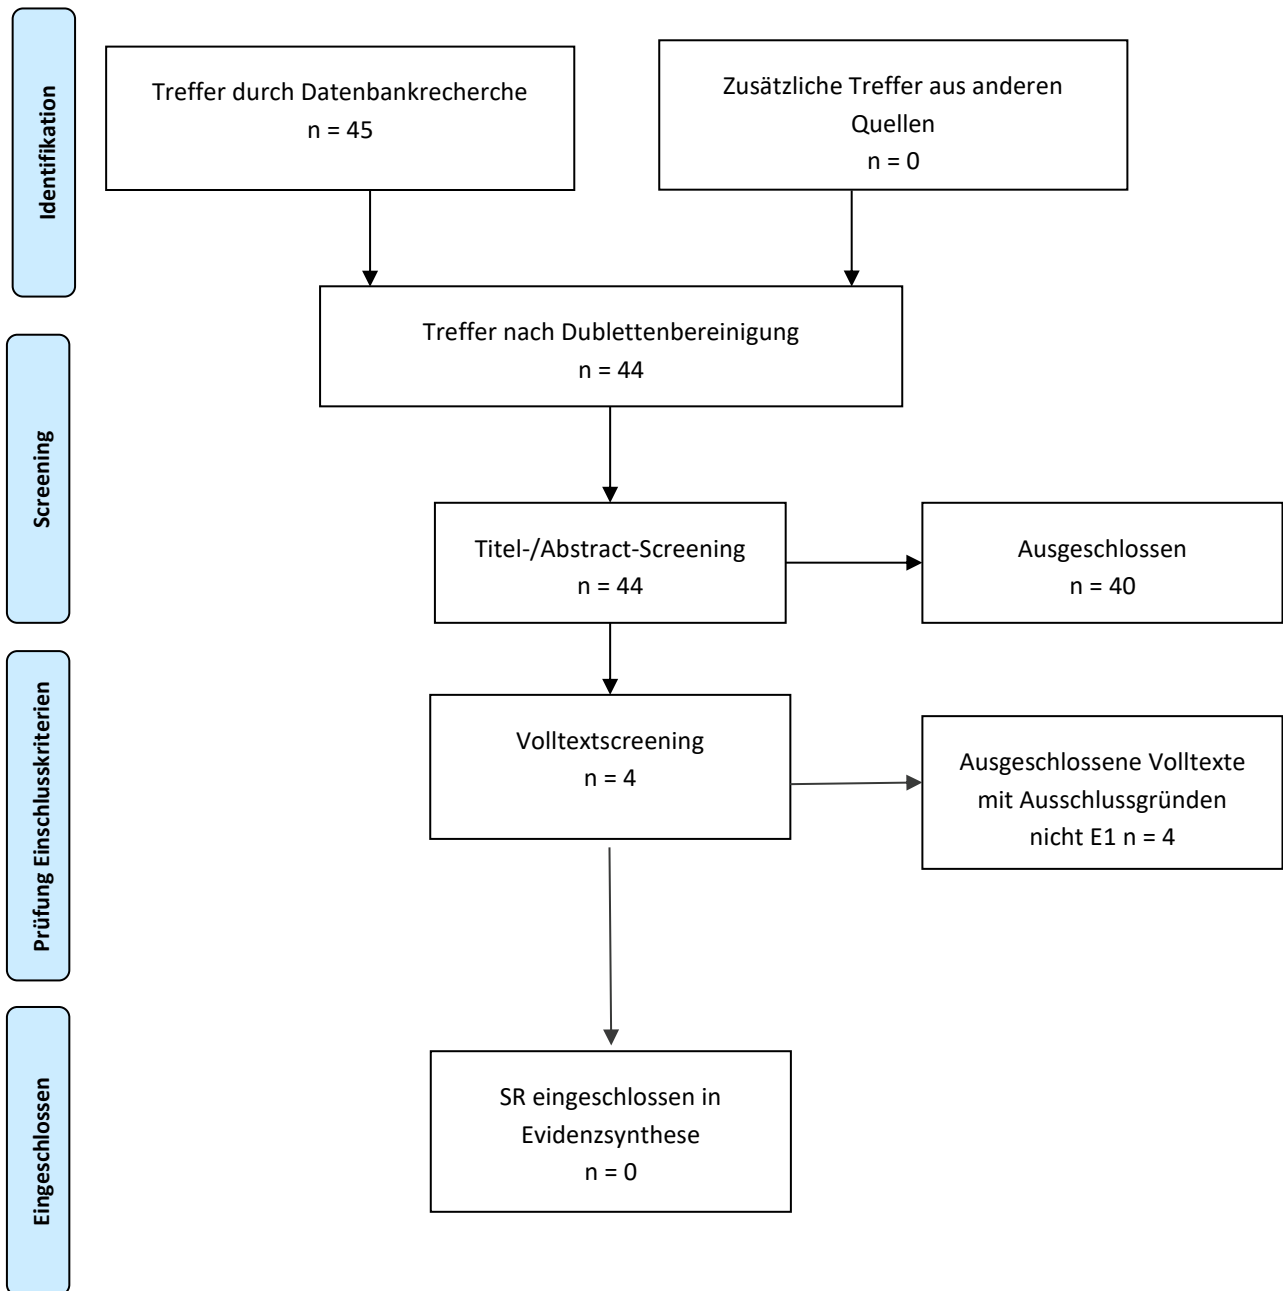 Identifikation
Treffer durch Datenbankrecherche
n = 45
Zusätzliche Treffer aus anderen
Quellen
n = 0
Treffer nach Dublettenbereinigung
n = 44
Screening
Titel-/Abstract-Screening
n = 44
Ausgeschlossen
n = 40
Prüfung Einschlusskriterien
Volltextscreening
n = 4
Ausgeschlossene Volltexte
mit Ausschlussgründen
nicht E1 n = 4
Eingeschlossen
SR eingeschlossen in
Evidenzsynthese
n = 0